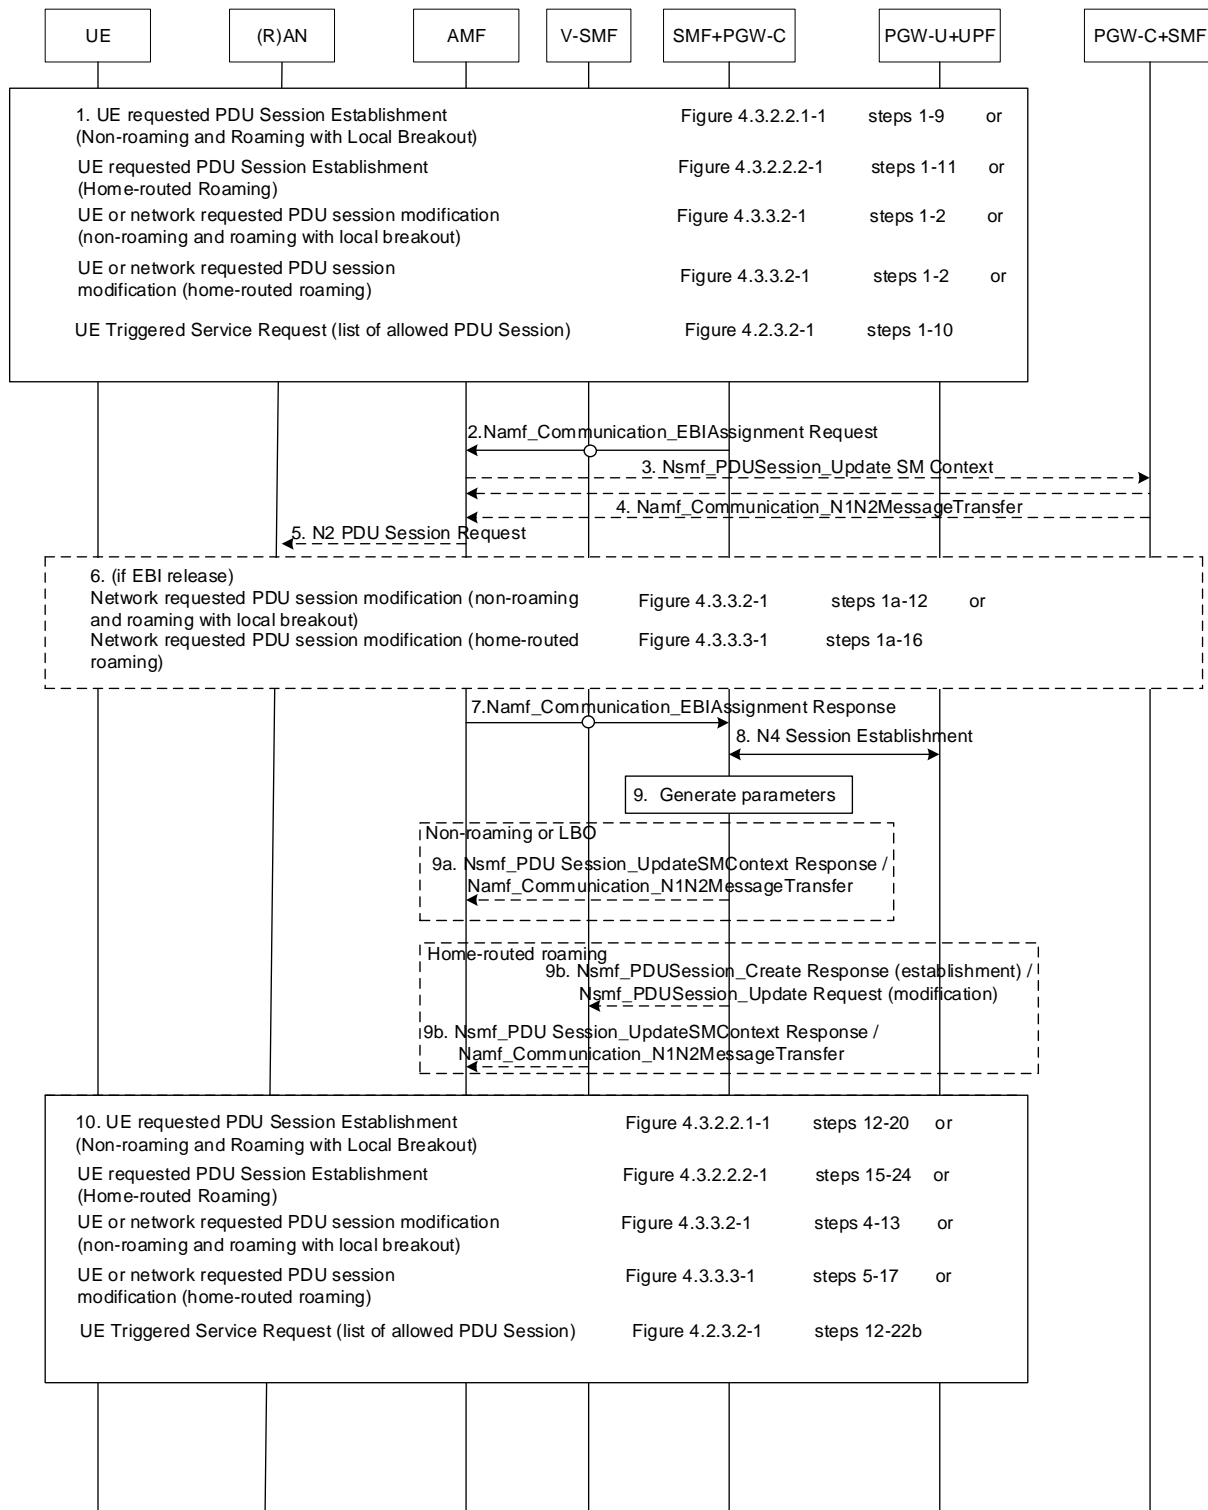 UE (R)AN AMF V-SMF SMF+PGW-C PGW-U+UPF PGW-C+SMF
1. UE requested PDU Session Establishment Figure 4.3.2.2.1-1 steps 1-9 or
(Non-roaming and Roaming with Local Breakout)
UE requested PDU Session Establishment Figure 4.3.2.2.2-1 steps 1-11 or
(Home-routed Roaming)
UE or network requested PDU session modification Figure 4.3.3.2-1 steps 1-2 or
(non-roaming and roaming with local breakout)
UE or network requested PDU session Figure 4.3.3.2-1 steps 1-2 or
modification (home-routed roaming)
UE Triggered Service Request (list of allowed PDU Session) Figure 4.2.3.2-1 steps 1-10
2.Namf_Communication_EBIAssignment Request
3. Nsmf_PDUSession_Update SM Context
4. Namf_Communication_N1N2MessageTransfer
5. N2 PDU Session Request
6. (if EBI release)
Network requested PDU session modification (non-roaming Figure 4.3.3.2-1 steps 1a-12 or
and roaming with local breakout)
Network requested PDU session modification (home-routed Figure 4.3.3.3-1 steps 1a-16
roaming)
7.Namf_Communication_EBIAssignment Response
8. N4 Session Establishment
9. Generate parameters
Non-roaming or LBO
9a. Nsmf_PDU Session_UpdateSMContext Response /
Namf_Communication_N1N2MessageTransfer
Home-routed roaming
9b. Nsmf_PDUSession_Create Response (establishment) /
Nsmf_PDUSession_Update Request (modification)
9b. Nsmf_PDU Session_UpdateSMContext Response /
Namf_Communication_N1N2MessageTransfer
10. UE requested PDU Session Establishment Figure 4.3.2.2.1-1 steps 12-20 or
(Non-roaming and Roaming with Local Breakout)
UE requested PDU Session Establishment Figure 4.3.2.2.2-1 steps 15-24 or
(Home-routed Roaming)
UE or network requested PDU session modification Figure 4.3.3.2-1 steps 4-13 or
(non-roaming and roaming with local breakout)
UE or network requested PDU session Figure 4.3.3.3-1 steps 5-17 or
modification (home-routed roaming)
UE Triggered Service Request (list of allowed PDU Session) Figure 4.2.3.2-1 steps 12-22b